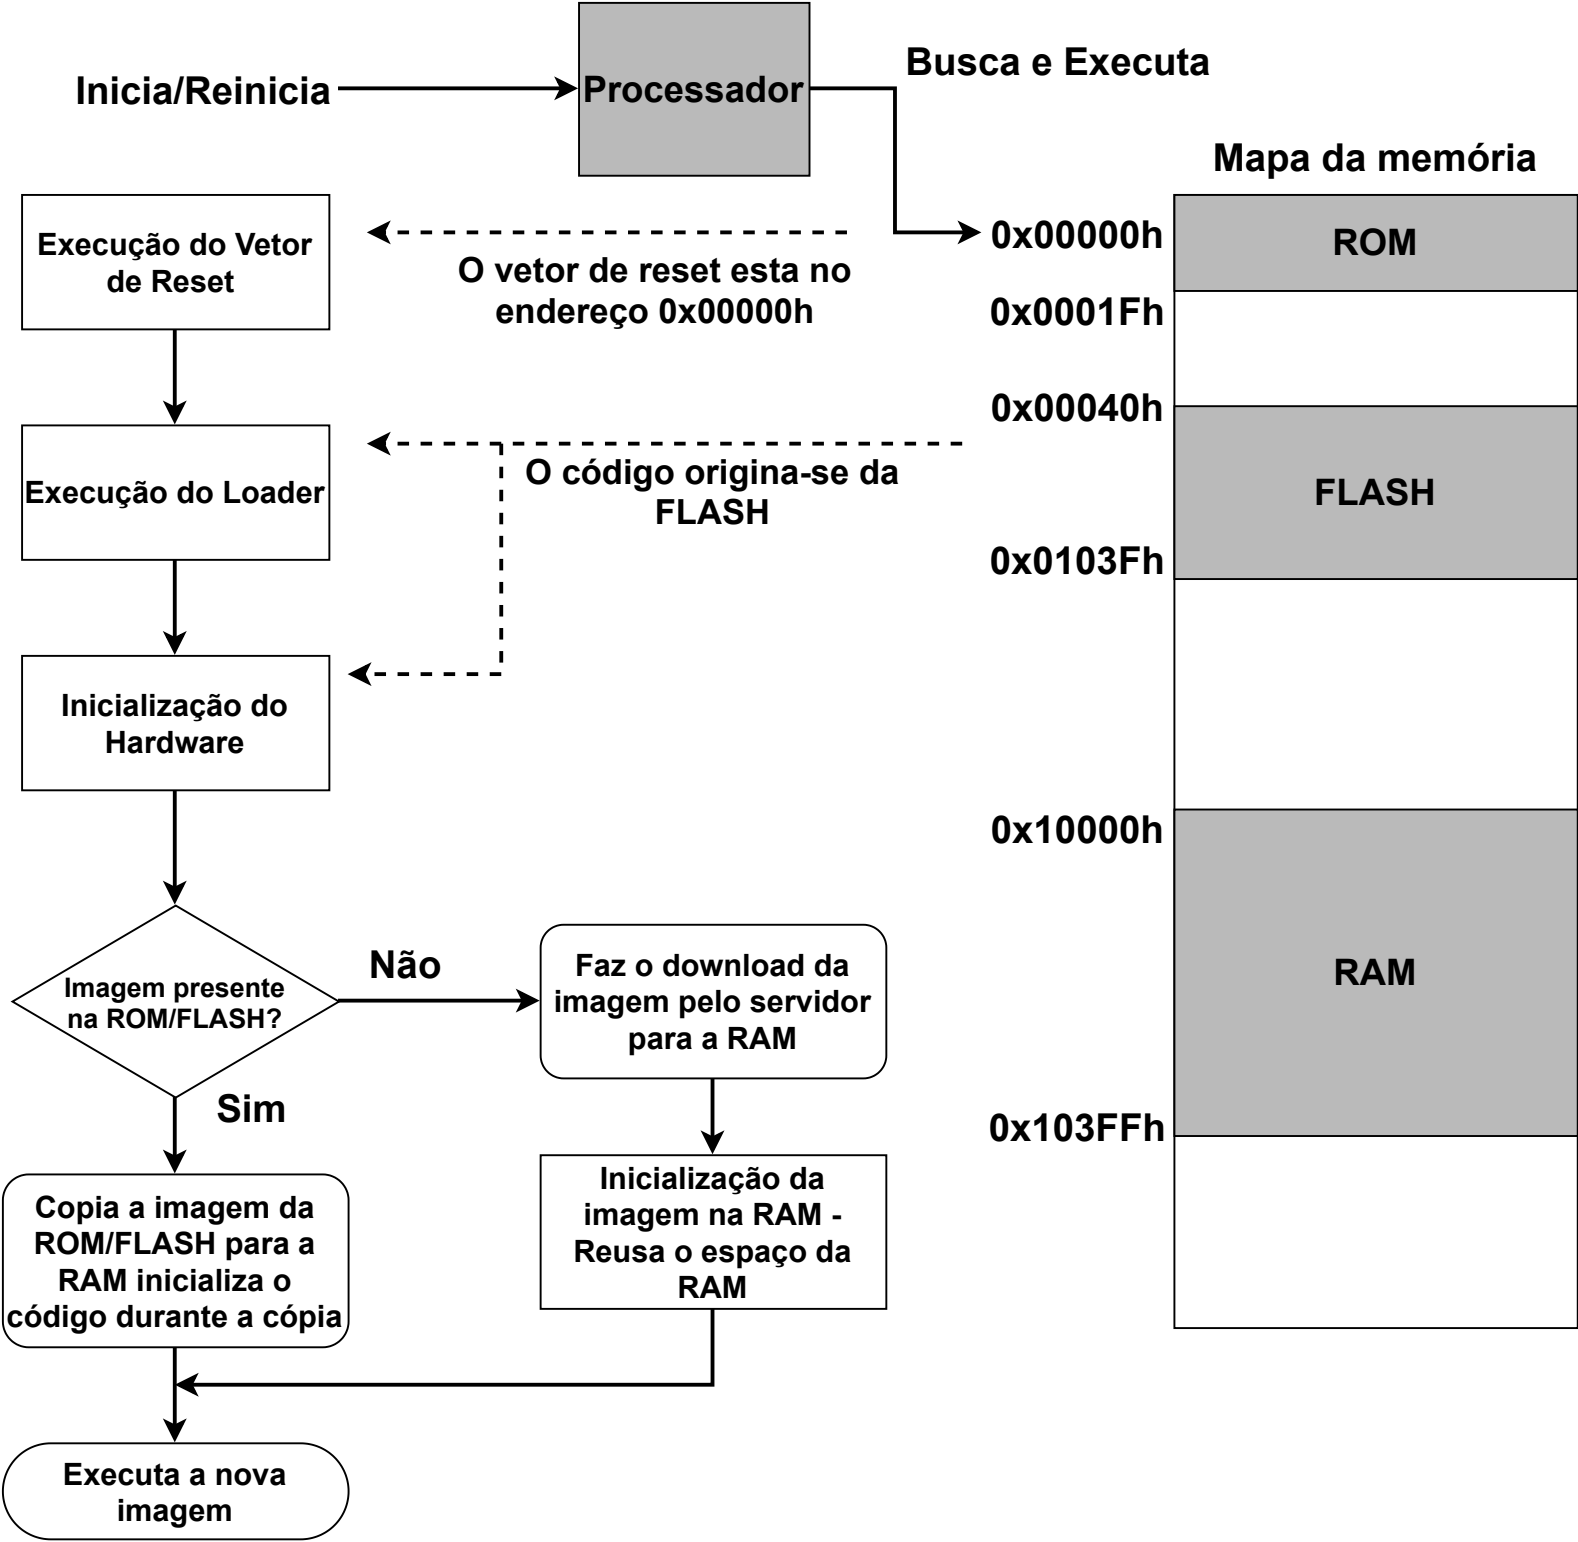 Inicia/Reinicia
Processador
Busca e Executa
Mapa da memória
Execução do Vetor
de Reset
O vetor de reset esta no
endereço 0x00000h
0x00000h
ROM
0x0001Fh
0x00040h
Execução do Loader
O código origina-se da
FLASH
FLASH
0x0103Fh
Inicialização do
Hardware
0x10000h
RAM
0x103FFh
Imagem presente
na ROM/FLASH?
Não
Faz o download da
imagem pelo servidor
para a RAM
Sim
Copia a imagem da
ROM/FLASH para a
RAM inicializa o
código durante a cópia
Inicialização da
imagem na RAM -
Reusa o espaço da
RAM
Executa a nova
imagem